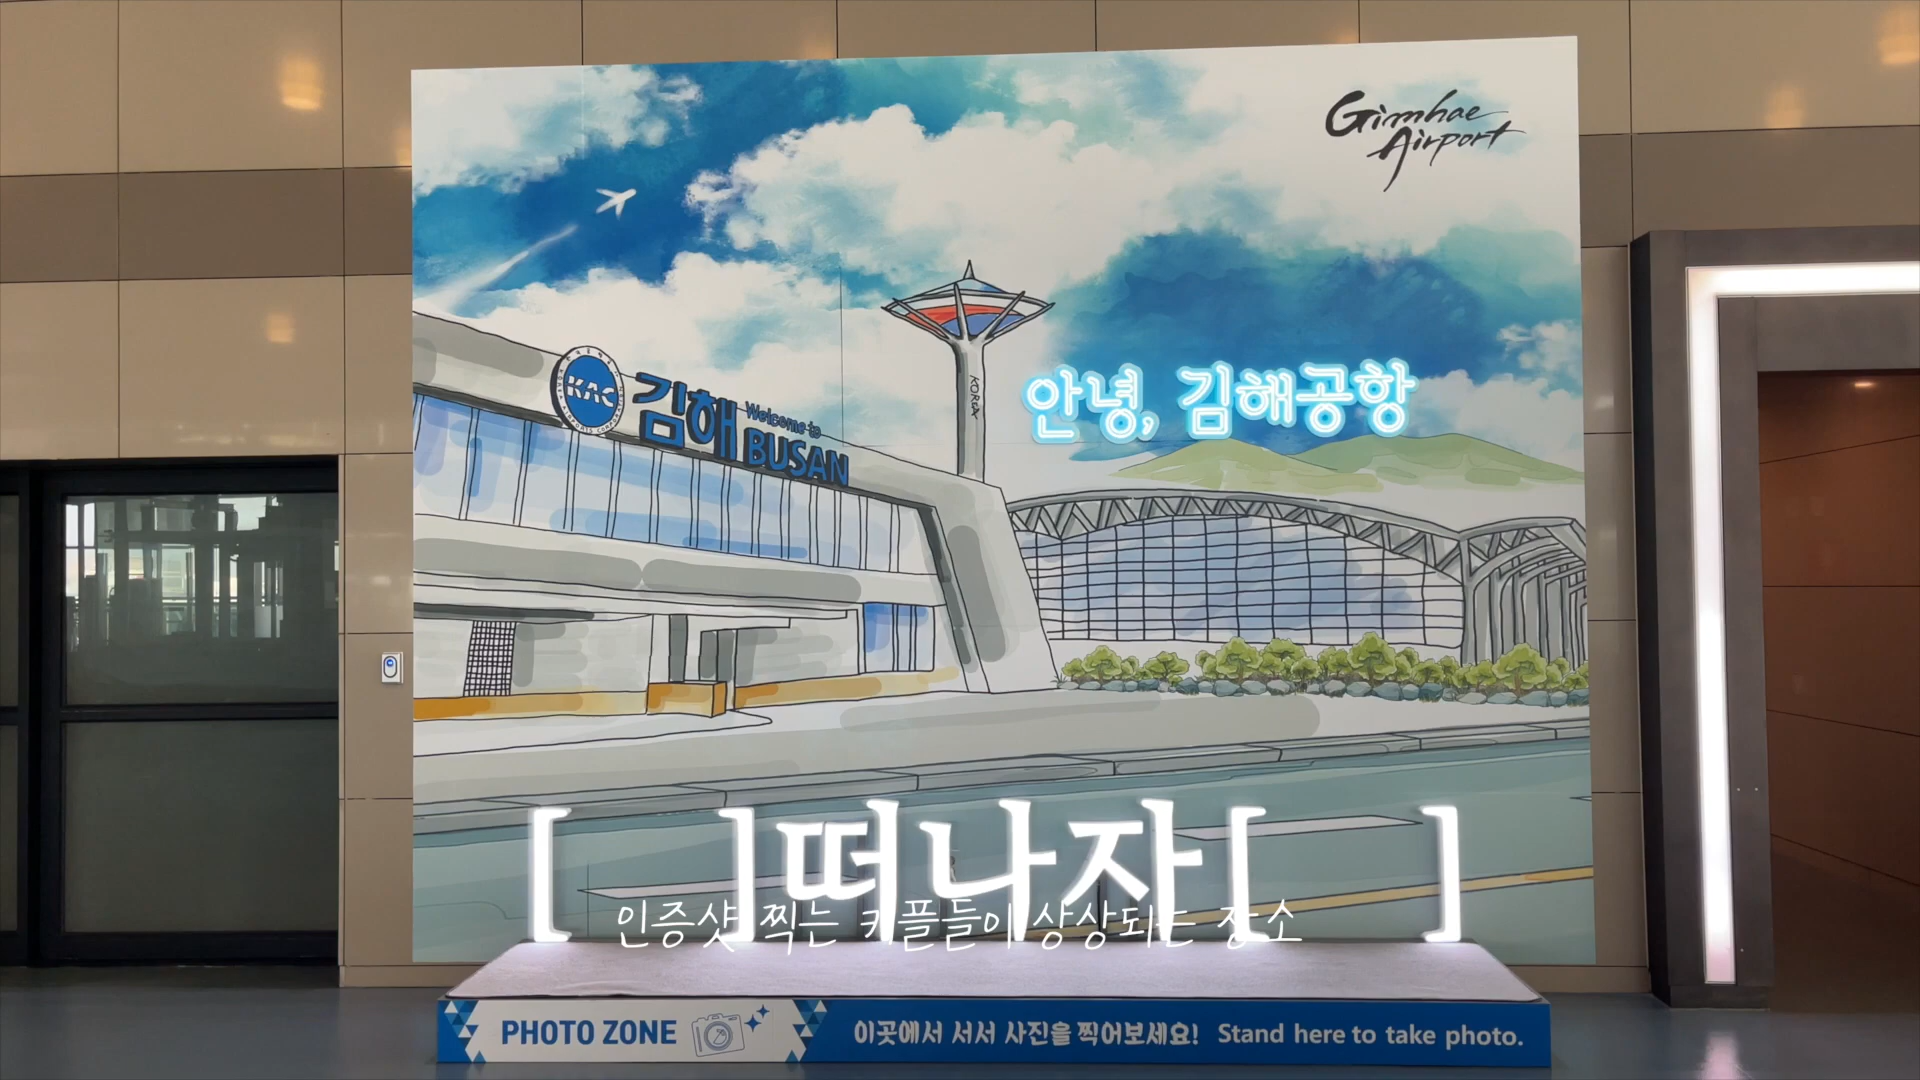 Gimhae
Airport
KAC
김해
Welcome to
BUSAN
KOREA
안녕, 김해공항
[ ]떠나자[ ]
인증샷 찍는 커플들이 상상되는 장소
PHOTO ZONE
이곳에서 서서 사진을 찍어보세요! Stand here to take photo.